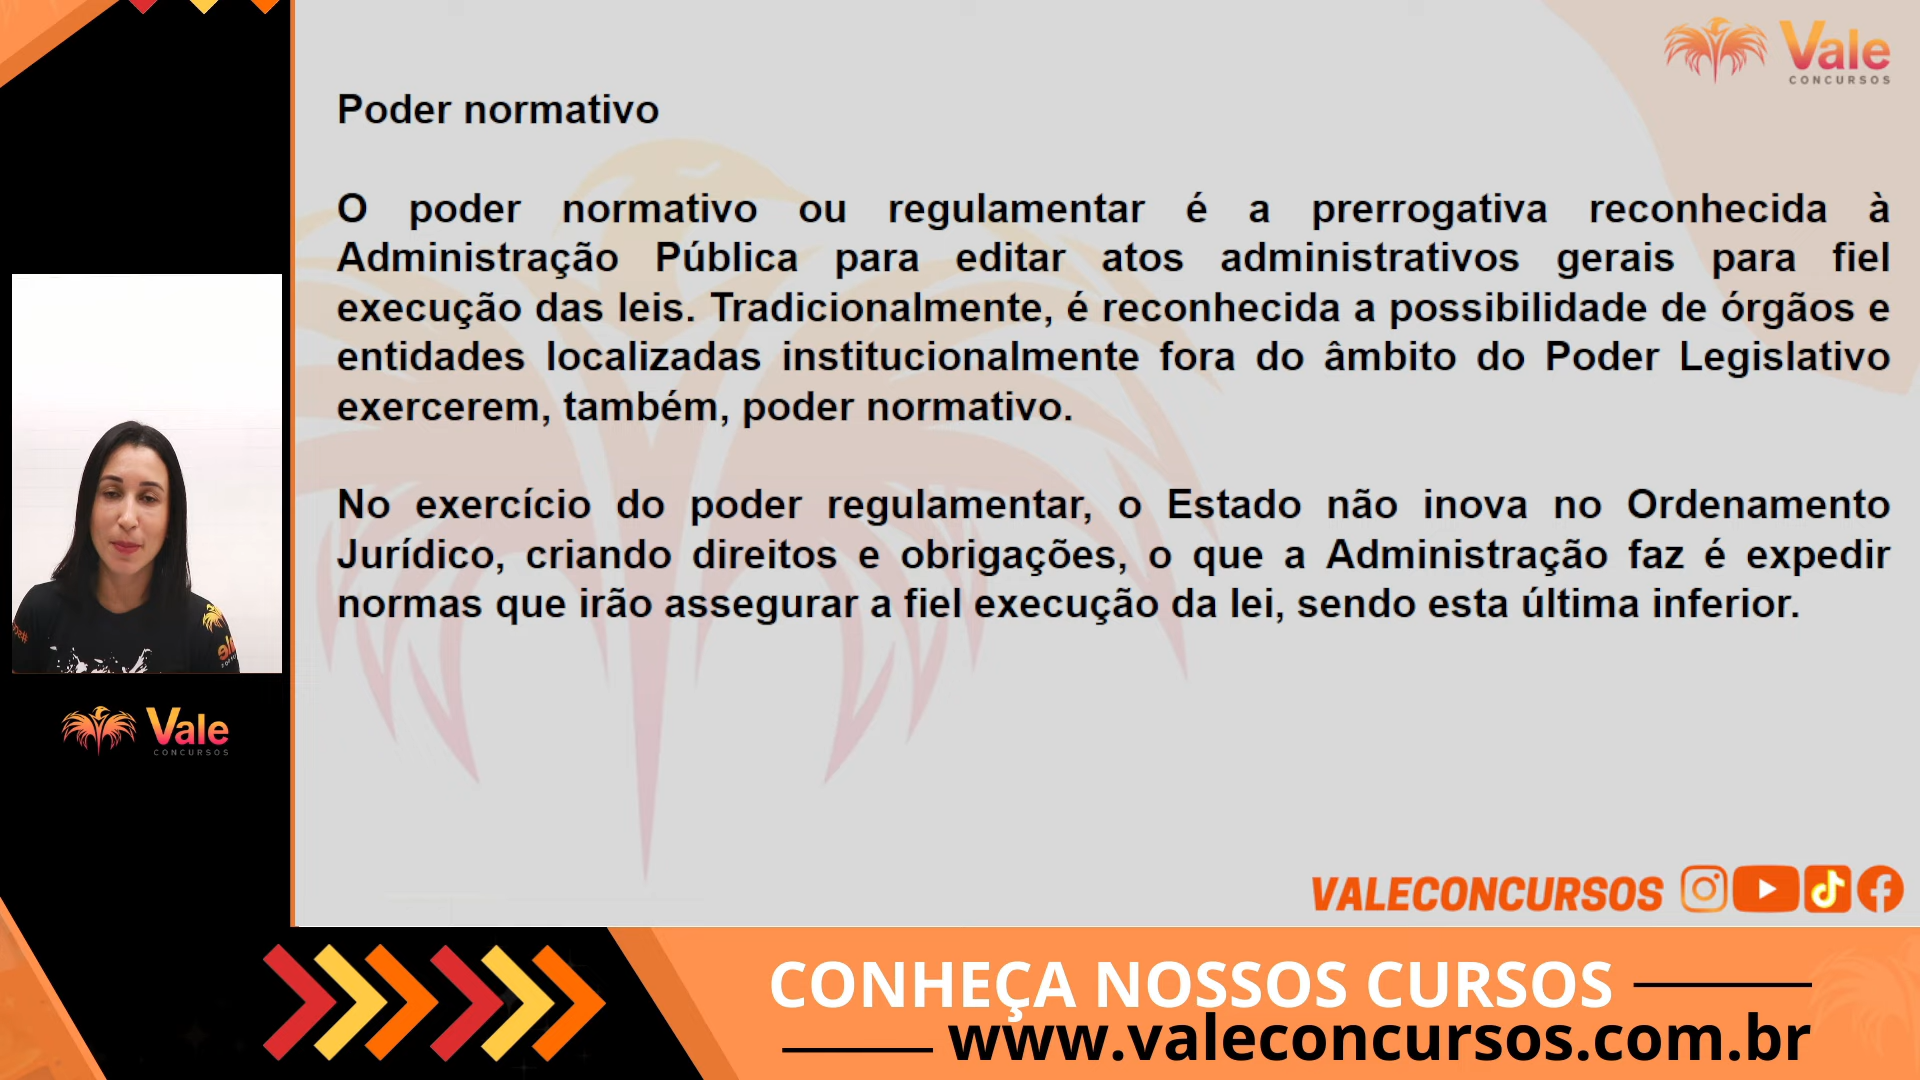 Vale
CONCURSOS
Poder normativo
O poder normativo ou regulamentar é a prerrogativa reconhecida à
Administração Pública para editar atos administrativos gerais para fiel
execução das leis. Tradicionalmente, é reconhecida a possibilidade de órgãos e
entidades localizadas institucionalmente fora do âmbito do Poder Legislativo
exercerem, também, poder normativo.
No exercício do poder regulamentar, o Estado não inova no Ordenamento
Jurídico, criando direitos e obrigações, o que a Administração faz é expedir
normas que irão assegurar a fiel execução da lei, sendo esta última inferior.
Vale
CONCURSOS
VALECONCURSOS
CONHEÇA NOSSOS CURSOS
www.valeconcursos.com.br